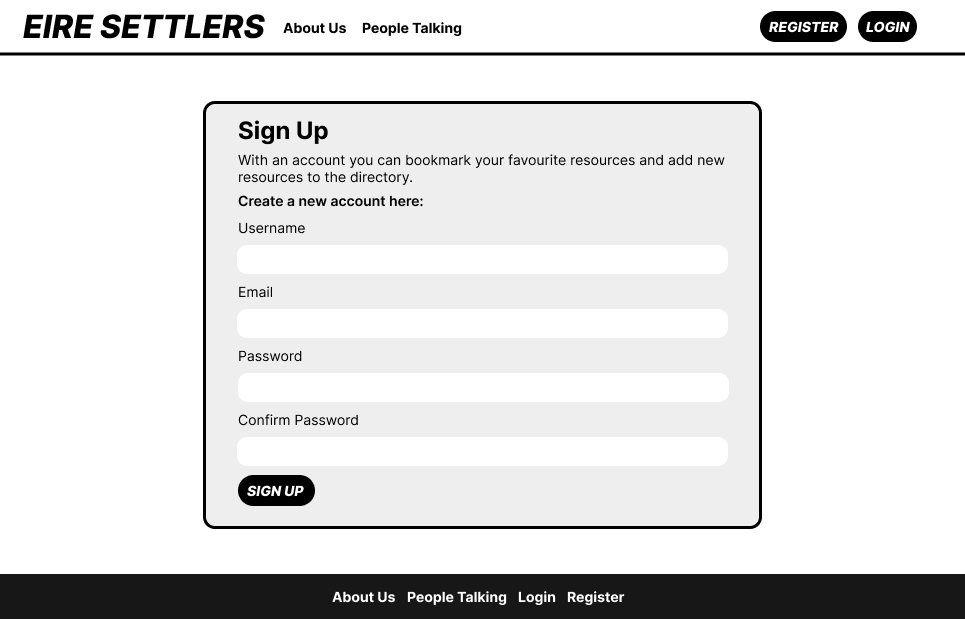 EIRE SETTLERS About Us People Talking REGISTER LOGIN
Sign Up
With an account you can bookmark your favourite resources and add new
resources to the directory.
Create a new account here:
Username
Email
Password
Confirm Password
SIGN UP
About Us People Talking Login Register